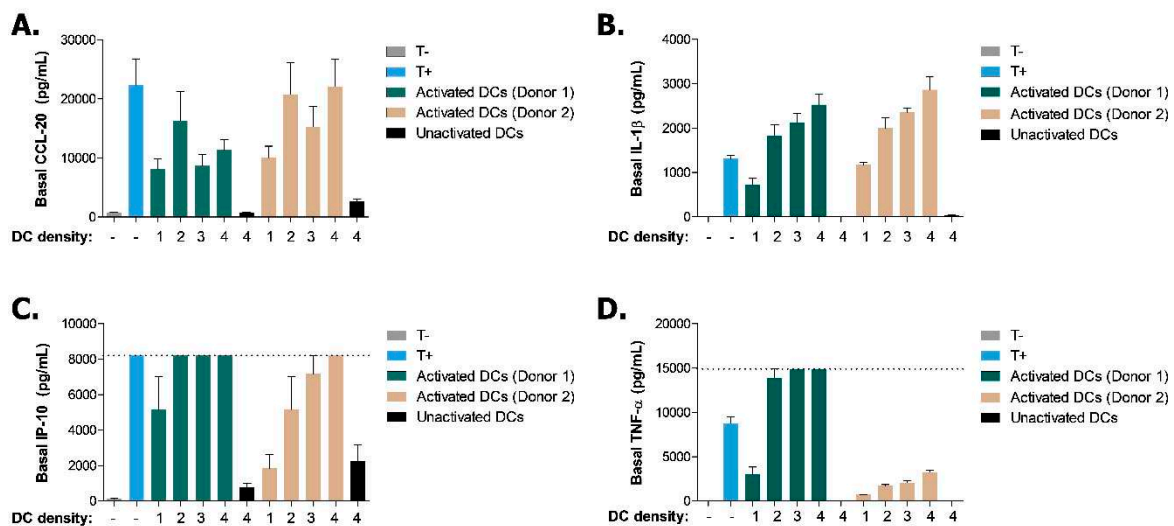 A.
Basal CCL-20 (pg/mL)
30000
20000
10000
0
DC density: - - 1 2 3 4 4 1 2 3 4 4
T-
T+
Activated DCs (Donor 1)
Activated DCs (Donor 2)
Unactivated DCs
B.
Basal IL-1β (pg/mL)
4000
3000
2000
1000
0
DC density: - - 1 2 3 4 4 1 2 3 4 4
T-
T+
Activated DCs (Donor 1)
Activated DCs (Donor 2)
Unactivated DCs
C.
Basal IP-10 (pg/mL)
10000
8000
6000
4000
2000
0
DC density: - - 1 2 3 4 4 1 2 3 4 4
T-
T+
Activated DCs (Donor 1)
Activated DCs (Donor 2)
Unactivated DCs
D.
Basal TNF-α (pg/mL)
20000
15000
10000
5000
0
DC density: - - 1 2 3 4 4 1 2 3 4 4
T-
T+
Activated DCs (Donor 1)
Activated DCs (Donor 2)
Unactivated DCs